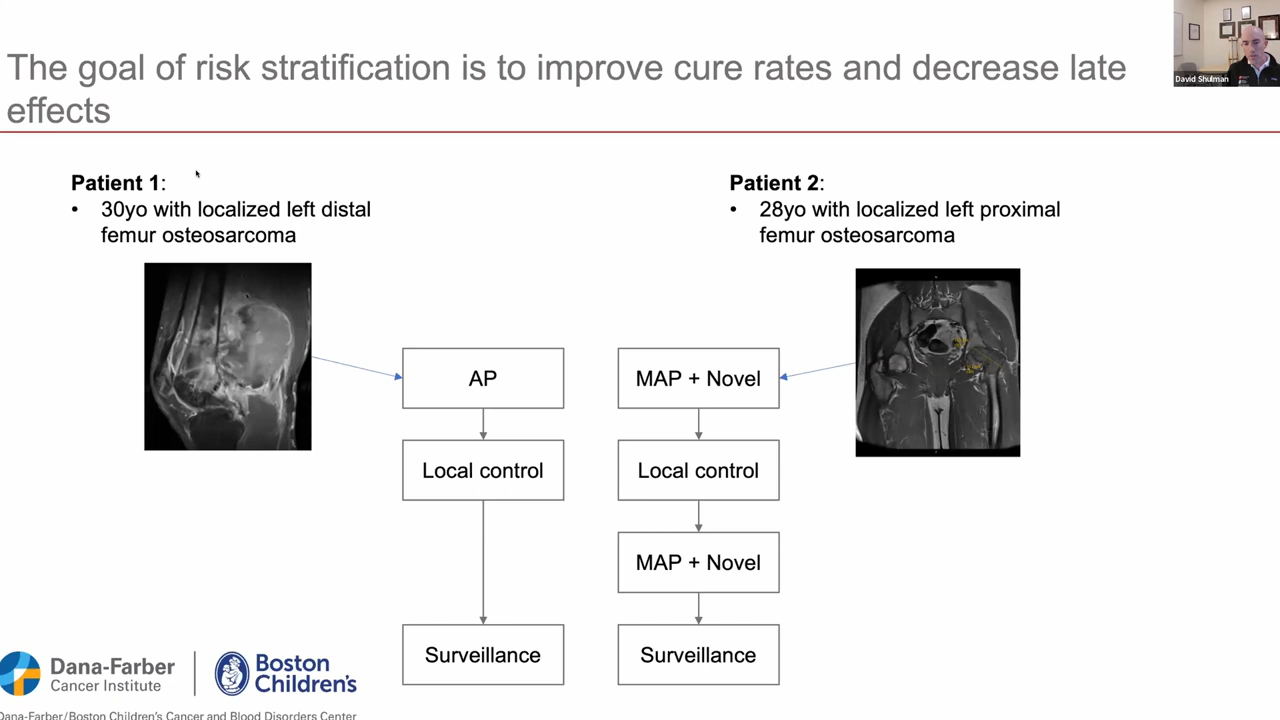 The goal of risk stratification is to improve cure rates and decrease late
effects
David Shulman
Patient 1:
• 30yo with localized left distal
femur osteosarcoma
Patient 2:
• 28yo with localized left proximal
femur osteosarcoma
AP
Local control
Surveillance
MAP + Novel
Local control
MAP + Novel
Surveillance
Dana-Farber
Cancer Institute
Boston
Children's
Dana-Farber/Boston Children's Cancer and Blood Disorders Center